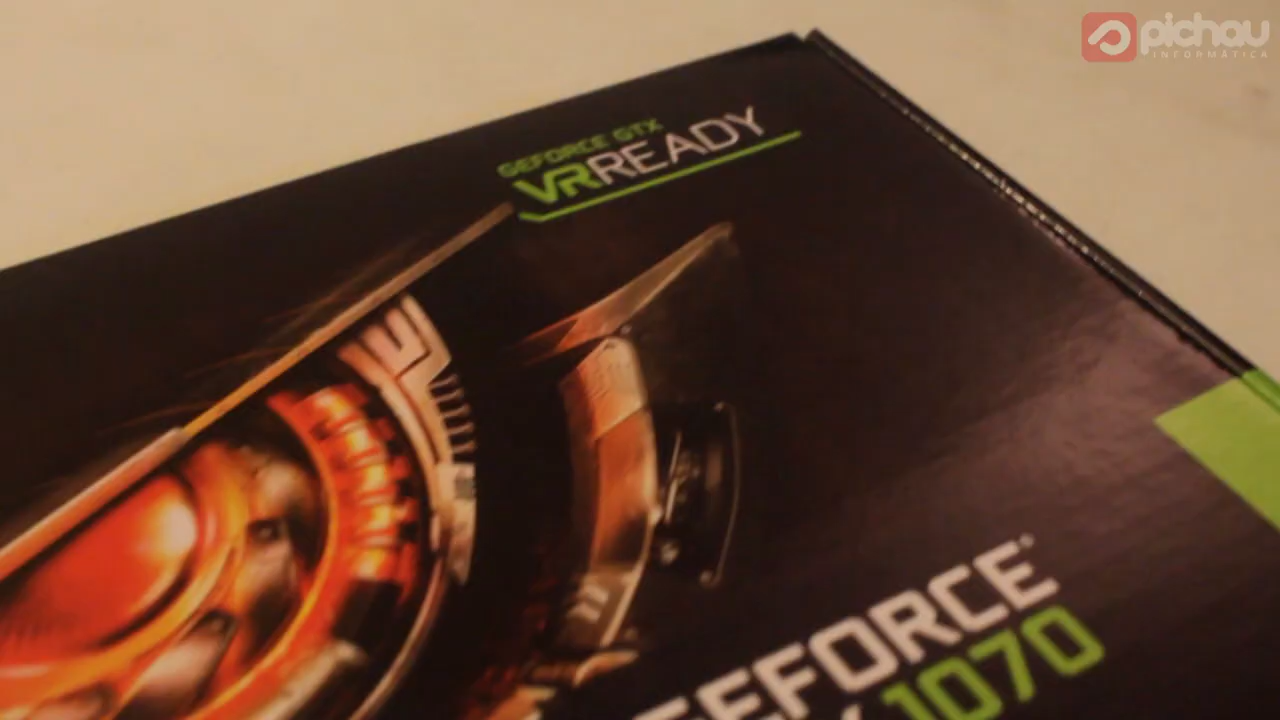 pichau
INFORMÁTICA
GEFORCE GTX
VRREADY
GEFORCE
1070